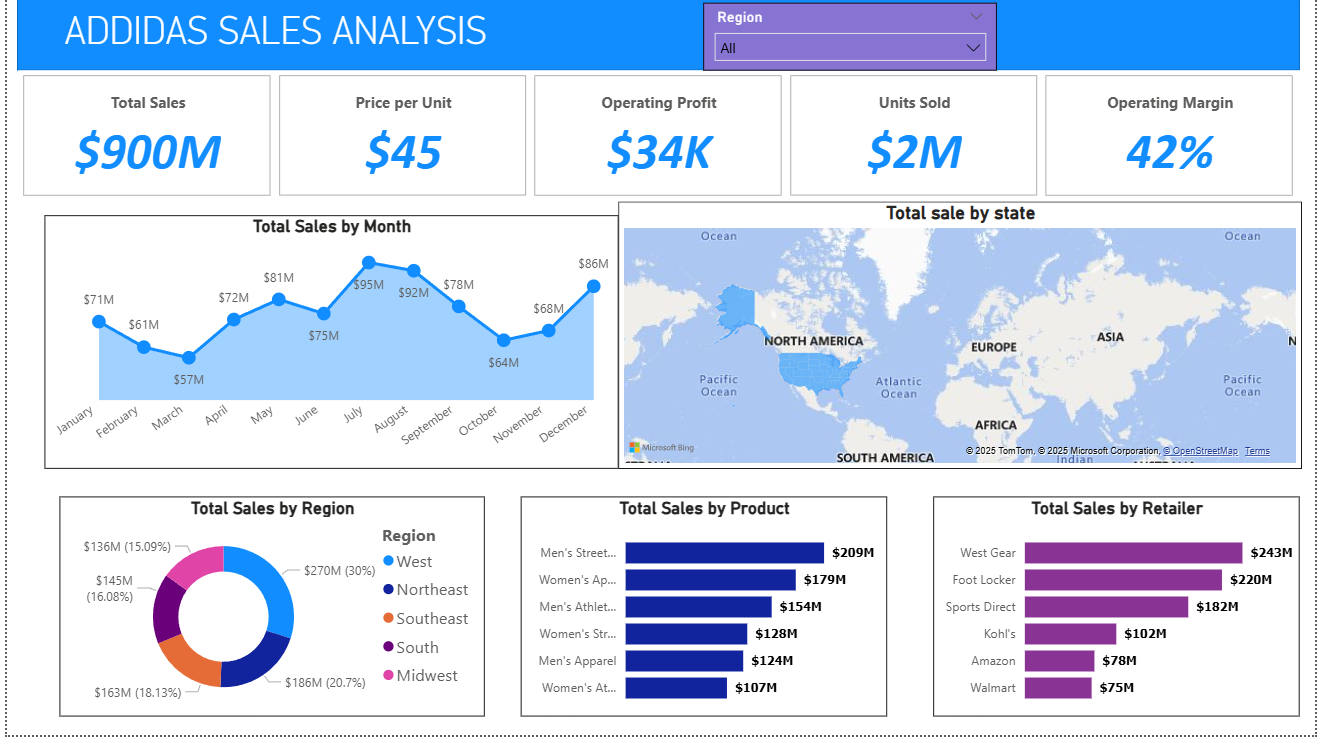 ADDIDAS SALES ANALYSIS
Region
All
Total Sales
$900M
Price per Unit
$45
Operating Profit
$34K
Units Sold
$2M
Operating Margin
42%
Total Sales by Month
$71M
$61M
$57M
$72M
$81M
$75M
$95M
$92M
$78M
$64M
$68M
$86M
January
February
March
April
May
June
July
August
September
October
November
December
Total sale by state
Ocean
Ocean
NORTH AMERICA
EUROPE
ASIA
N
Pacific
Ocean
Atlantic
Ocean
Pacific
Ocean
AFRICA
SOUTH AMERICA
Indian
Microsoft Bing
© 2025 TomTom, © 2025 Microsoft Corporation, © OpenStreetMap Terms
Total Sales by Region
$136M (15.09%)
$145M
(16.08%)
$163M (18.13%)
$270M (30%)
$186M (20.7%)
Region
West
Northeast
Southeast
South
Midwest
Total Sales by Product
Men's Street... $209M
Women's Ap... $179M
Men's Athlet... $154M
Women's Str... $128M
Men's Apparel $124M
Women's At... $107M
Total Sales by Retailer
West Gear $243M
Foot Locker $220M
Sports Direct $182M
Kohl's $102M
Amazon $78M
Walmart $75M